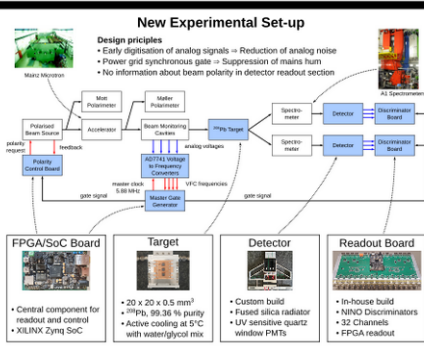 New Experimental Set-up
Design priciples
• Early digitisation of analog signals ⇒ Reduction of analog noise
• Power grid synchronous gate ⇒ Suppression of mains hum
• No information about beam polarity in detector readout section
Mainz Microtron
A1 Spectrometers
Mott
Polarimeter
Møller
Polarimeter
Polarised
Beam Source
Accelerator
Beam Monitoring
Cavities
²⁰⁸Pb Target
Spectro-
meter
Detector
Discriminator
Board
Spectro-
meter
Detector
Discriminator
Board
polarity
request
feedback
analog voltages
Polarity
Control Board
AD7741 Voltage
to Frequency
Converters
master clock
5.88 MHz
VFC frequencies
gate signal
Master Gate
Generator
gate signal
FPGA/SoC Board
• Central component for
readout and control
• XILINX Zynq SoC
Target
• 20 x 20 x 0.5 mm³
• ²⁰⁸Pb, 99.36 % purity
• Active cooling at 5°C
with water/glycol mix
Detector
• Custom build
• Fused silica radiator
• UV sensitive quartz
window PMTs
Readout Board
• In-house build
• NINO Discriminators
• 32 Channels
• FPGA readout